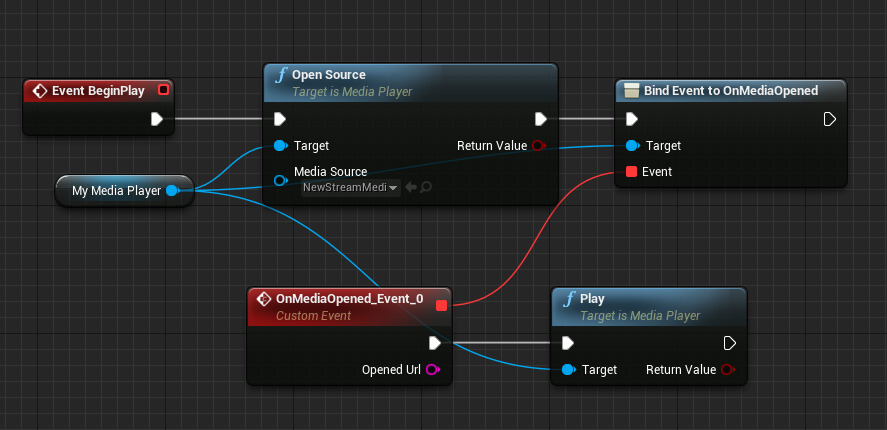 Event BeginPlay
f Open Source
Target is Media Player
Target
Return Value
Media Source
NewStreamMedi
Bind Event to OnMediaOpened
Target
Event
My Media Player
OnMediaOpened_Event_0
Custom Event
Opened Url
f Play
Target is Media Player
Target
Return Value